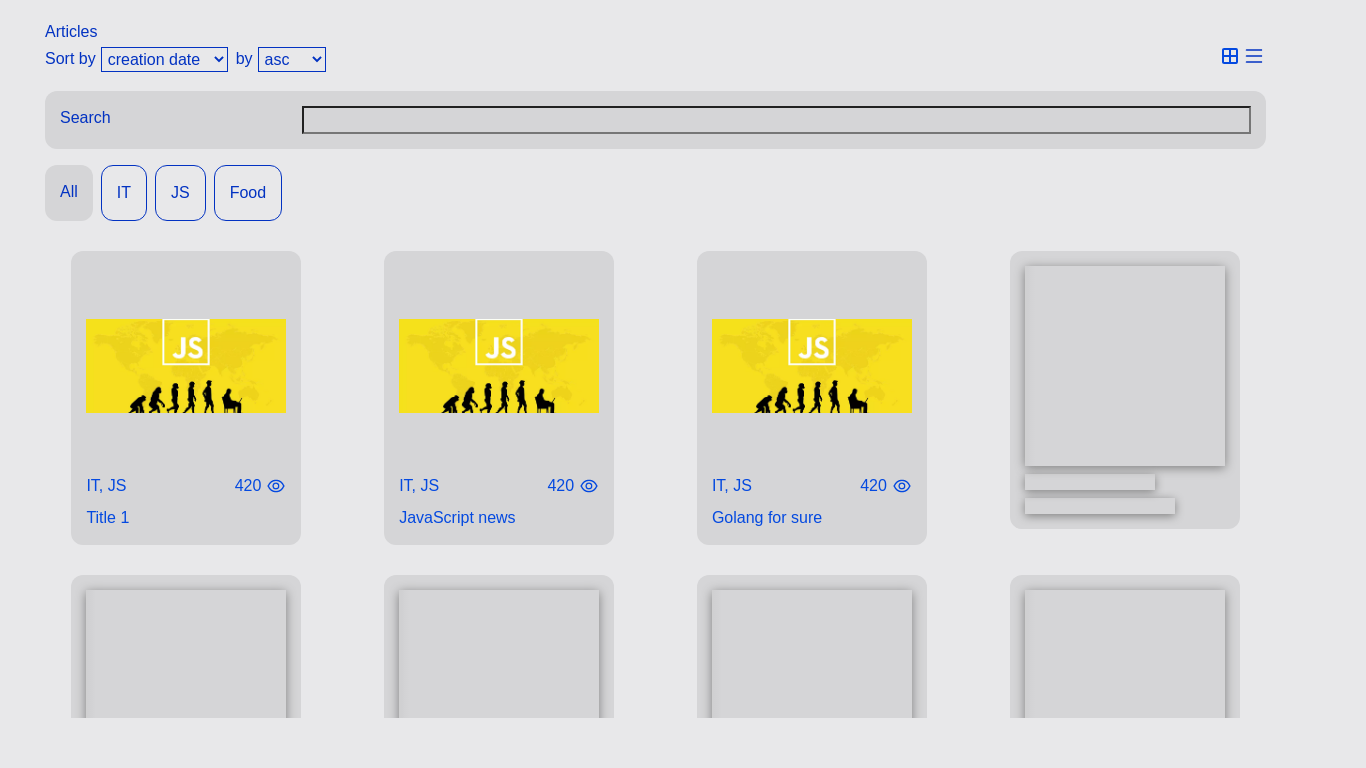 Articles
Sort by creation date by asc
Search
All IT JS Food
JS JS JS
IT, JS 420 IT, JS 420 IT, JS 420
Title 1 JavaScript news Golang for sure